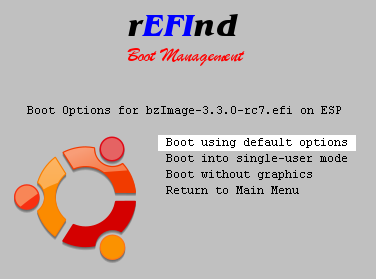 rEFInd
Boot Management
Boot Options for bzImage-3.3.0-rc7.efi on ESP
Boot using default options
Boot into single-user mode
Boot without graphics
Return to Main Menu